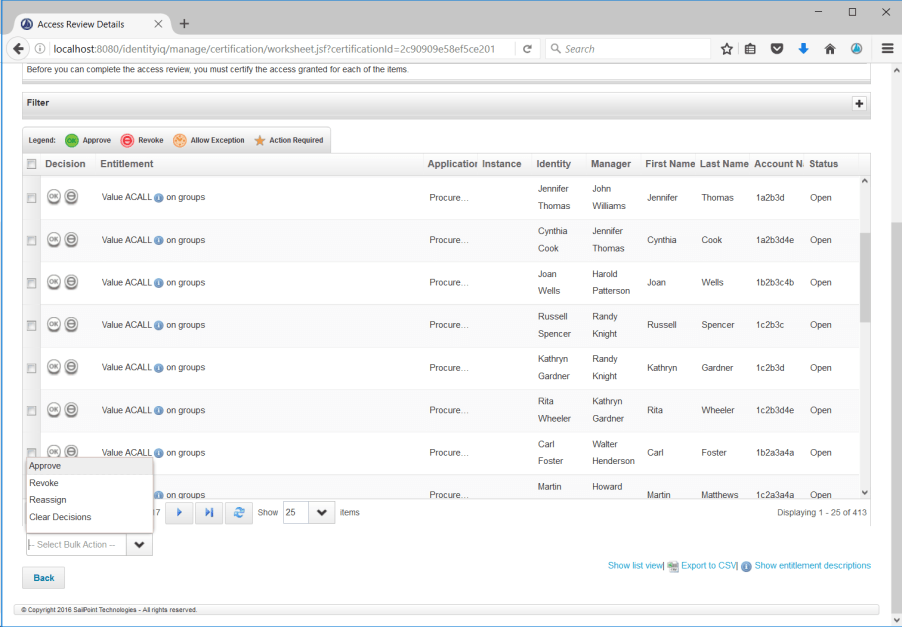 Access Review Details
localhost:8080/identityiq/manage/certification/worksheet.jsf?certificationId=2c90909e58ef5ce201
Search
Before you can complete the access review, you must certify the access granted for each of the items.
Filter
Legend: OK Approve Revoke Allow Exception Action Required
Decision Entitlement Application Instance Identity Manager First Name Last Name Account N. Status
OK Value ACALL on groups Procure... Jennifer Thomas John Williams Jennifer Thomas 1a2b3d Open
OK Value ACALL on groups Procure... Cynthia Cook Jennifer Thomas Cynthia Cook 1a2b3d4e Open
OK Value ACALL on groups Procure... Joan Wells Harold Patterson Joan Wells 1b2b3c4b Open
OK Value ACALL on groups Procure... Russell Spencer Randy Knight Russell Spencer 1c2b3c Open
OK Value ACALL on groups Procure... Kathryn Gardner Randy Knight Kathryn Gardner 1c2b3d Open
OK Value ACALL on groups Procure... Rita Wheeler Kathryn Gardner Rita Wheeler 1c2b3d4e Open
OK Value ACALL on groups Procure... Carl Foster Walter Henderson Carl Foster 1b2a3a4a Open
on groups Procure... Martin Howard Martin Matthews 1c2a3a4a Open
Approve
Revoke
Reassign
Clear Decisions
7 Show 25 items Displaying 1 - 25 of 413
-- Select Bulk Action --
Show list view| Export to CSV| Show entitlement descriptions
Back
© Copyright 2016 SailPoint Technologies - All rights reserved.